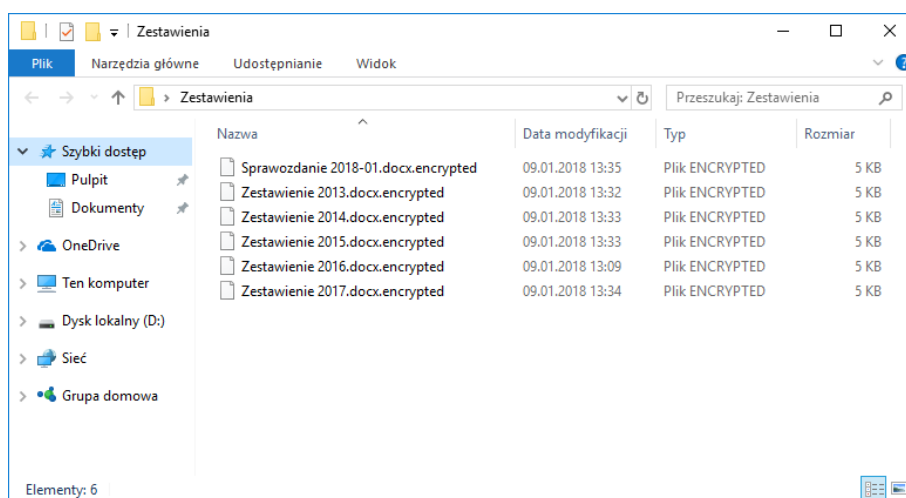 Zestawienia
Plik Narzędzia główne Udostępnianie Widok
Zestawienia Przeszukaj: Zestawienia
Nazwa Data modyfikacji Typ Rozmiar
Szybki dostęp
Pulpit
Dokumenty
OneDrive
Ten komputer
Dysk lokalny (D:)
Sieć
Grupa domowa
Sprawozdanie 2018-01.docx.encrypted 09.01.2018 13:35 Plik ENCRYPTED 5 KB
Zestawienie 2013.docx.encrypted 09.01.2018 13:32 Plik ENCRYPTED 5 KB
Zestawienie 2014.docx.encrypted 09.01.2018 13:33 Plik ENCRYPTED 5 KB
Zestawienie 2015.docx.encrypted 09.01.2018 13:33 Plik ENCRYPTED 5 KB
Zestawienie 2016.docx.encrypted 09.01.2018 13:09 Plik ENCRYPTED 5 KB
Zestawienie 2017.docx.encrypted 09.01.2018 13:34 Plik ENCRYPTED 5 KB
Elementy: 6